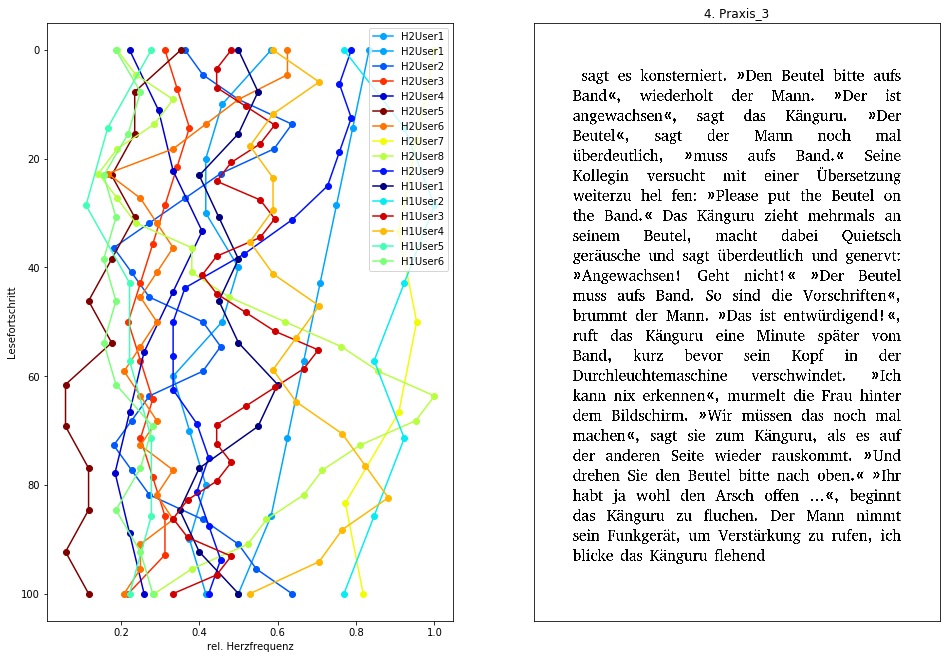 4. Praxis_3
0
20
40
60
80
100
Lesefortschritt
0.2
0.4
0.6
0.8
1.0
rel. Herzfrequenz
H2User1
H2User1
H2User2
H2User3
H2User4
H2User5
H2User6
H2User7
H2User8
H2User9
H1User1
H1User1
H1User3
H1User4
H1User5
H1User6
sagt es konsterniert. »Den Beutel bitte aufs
Band«, wiederholt der Mann. »Der ist
angewachsen«, sagt das Känguru. »Der
Beutel«, sagt der Mann noch mal
überdeutlich, »muss aufs Band.« Seine
Kollegin versucht mit einer Übersetzung
weiterzu hel fen: »Please put the Beutel on
the Band.« Das Känguru zieht mehrmals an
seinem Beutel, macht dabei Quietsch
geräusche und sagt überdeutlich und genervt:
»Angewachsen! Geht nicht!« »Der Beutel
muss aufs Band. So sind die Vorschriften«,
brummt der Mann. »Das ist entwürdigend!«,
ruft das Känguru eine Minute später vom
Band, kurz bevor sein Kopf in der
Durchleuchtemaschine verschwindet. »Ich
kann nix erkennen«, murmelt die Frau hinter
dem Bildschirm. »Wir müssen das noch mal
machen«, sagt sie zum Känguru, als es auf
der anderen Seite wieder rauskommt. »Und
drehen Sie den Beutel bitte nach oben.« »Ihr
habt ja wohl den Arsch offen ...«, beginnt
das Känguru zu fluchen. Der Mann nimmt
sein Funkgerät, um Verstärkung zu rufen, ich
blicke das Känguru flehend